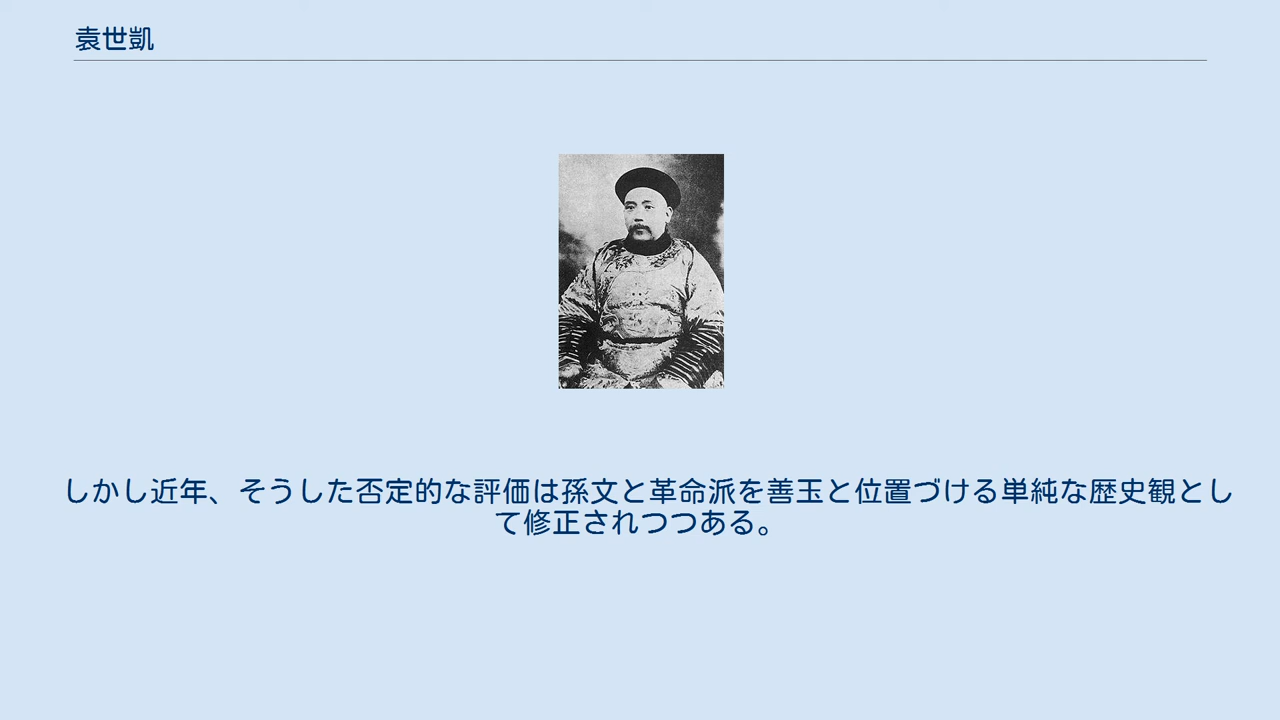 袁世凱
しかし近年、そうした否定的な評価は孫文と革命派を善玉と位置づける単純な歴史観とし
て修正されつつある。